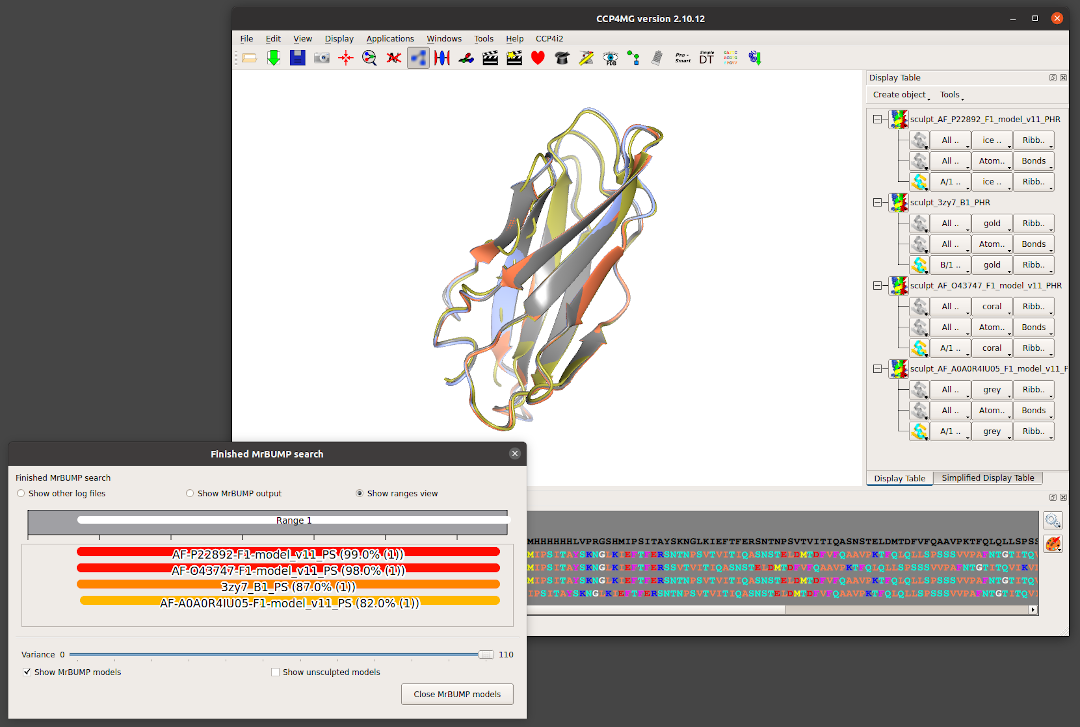 CCP4MG version 2.10.12
File Edit View Display Applications Windows Tools Help CCP4i2
Pro - Smart
Simple DT
PDB
Display Table
Create object Tools
sculpt_AF_P22892_F1_model_v11_PHR
All .. ice .. Ribb..
All .. Atom.. Bonds
A/1 .. ice .. Ribb..
sculpt_3zy7_B1_PHR
All .. gold Ribb..
All .. Atom.. Bonds
B/1 .. gold Ribb..
sculpt_AF_O43747_F1_model_v11_PHR
All .. coral Ribb..
All .. Atom.. Bonds
A/1 .. coral Ribb..
sculpt_AF_A0A0R4IU05_F1_model_v11_F
All .. grey Ribb..
All .. Atom.. Bonds
A/1 .. grey Ribb..
Display Table Simplified Display Table
Finished MrBUMP search
Finished MrBUMP search
Show other log files Show MrBUMP output Show ranges view
Range 1
AF-P22892-F1-model_v11_PS (99.0% (1))
AF-O43747-F1-model_v11_PS (98.0% (1))
3zy7_B1_PS (87.0% (1))
AF-A0A0R4IU05-F1-model_v11_PS (82.0% (1))
Variance 0 110
Show MrBUMP models Show unsculpted models
Close MrBUMP models